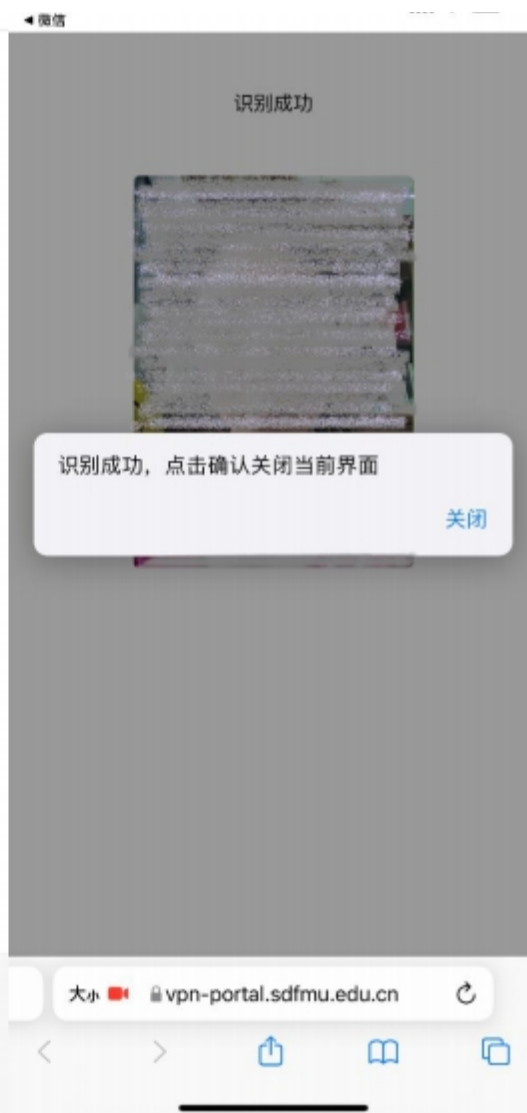 ◀ 微信
识别成功
识别成功，点击确认关闭当前界面
关闭
大小 vpn-portal.sdfmu.edu.cn